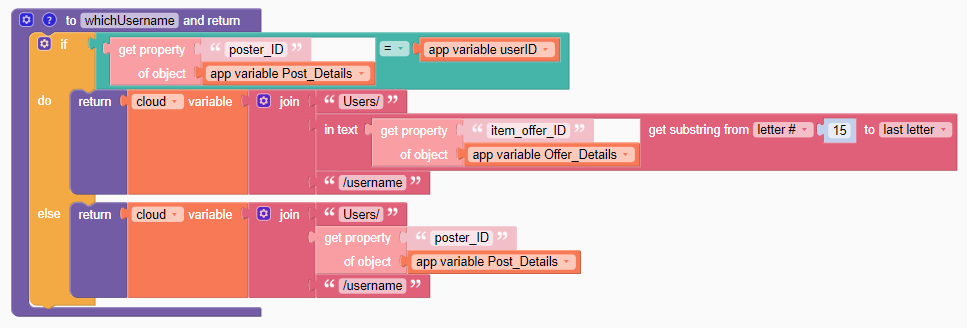 to whichUsername and return
if get property “ poster_ID ” = app variable userID
of object app variable Post_Details
do return cloud variable join “ Users/ ”
in text get property “ item_offer_ID ” get substring from letter # 15 to last letter
of object app variable Offer_Details
“ /username ”
else return cloud variable join “ Users/ ”
get property “ poster_ID ”
of object app variable Post_Details
“ /username ”